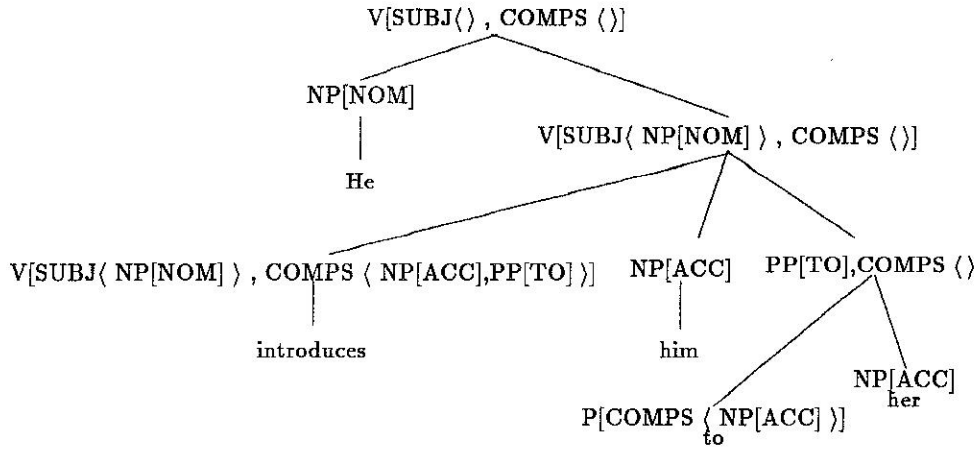 V[SUBJ⟨⟩ , COMPS ⟨⟩]
NP[NOM]
He
V[SUBJ⟨ NP[NOM] ⟩ , COMPS ⟨⟩]
V[SUBJ⟨ NP[NOM] ⟩ , COMPS ⟨ NP[ACC],PP[TO] ⟩]
NP[ACC]
PP[TO],COMPS ⟨⟩
introduces
him
NP[ACC]
her
P[COMPS ⟨ NP[ACC] ⟩]
to